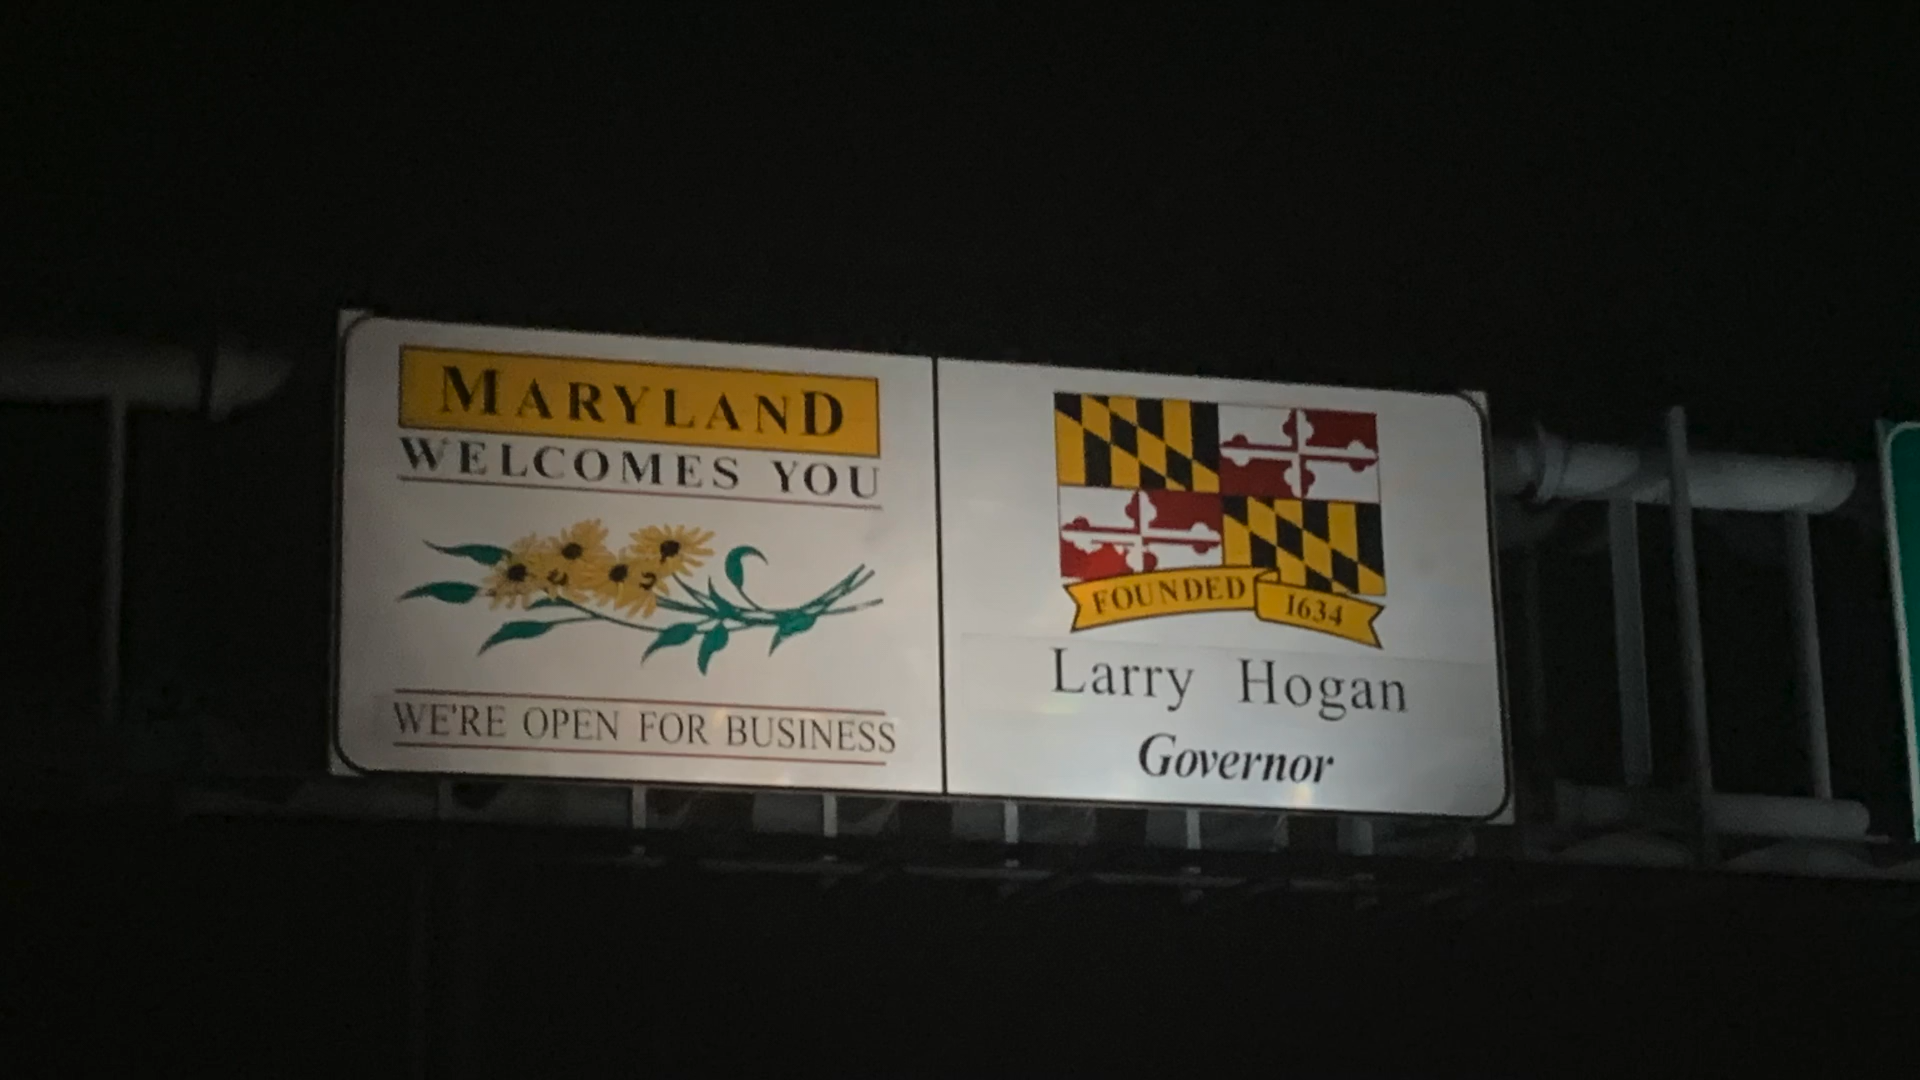 MARYLAND
WELCOMES YOU
WE'RE OPEN FOR BUSINESS
FOUNDED 1634
Larry Hogan
Governor